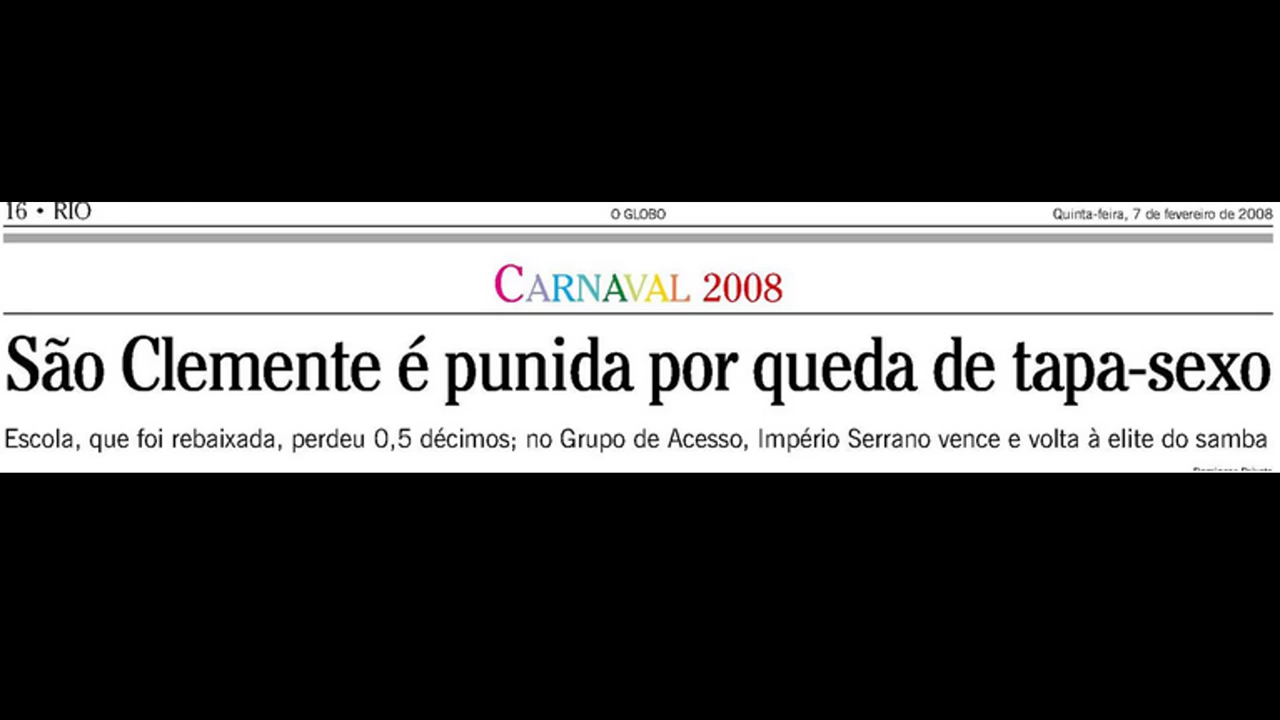 16 • RIO O GLOBO Quinta-feira, 7 de fevereiro de 2008
CARNAVAL 2008
São Clemente é punida por queda de tapa-sexo
Escola, que foi rebaixada, perdeu 0,5 décimos; no Grupo de Acesso, Império Serrano vence e volta à elite do samba